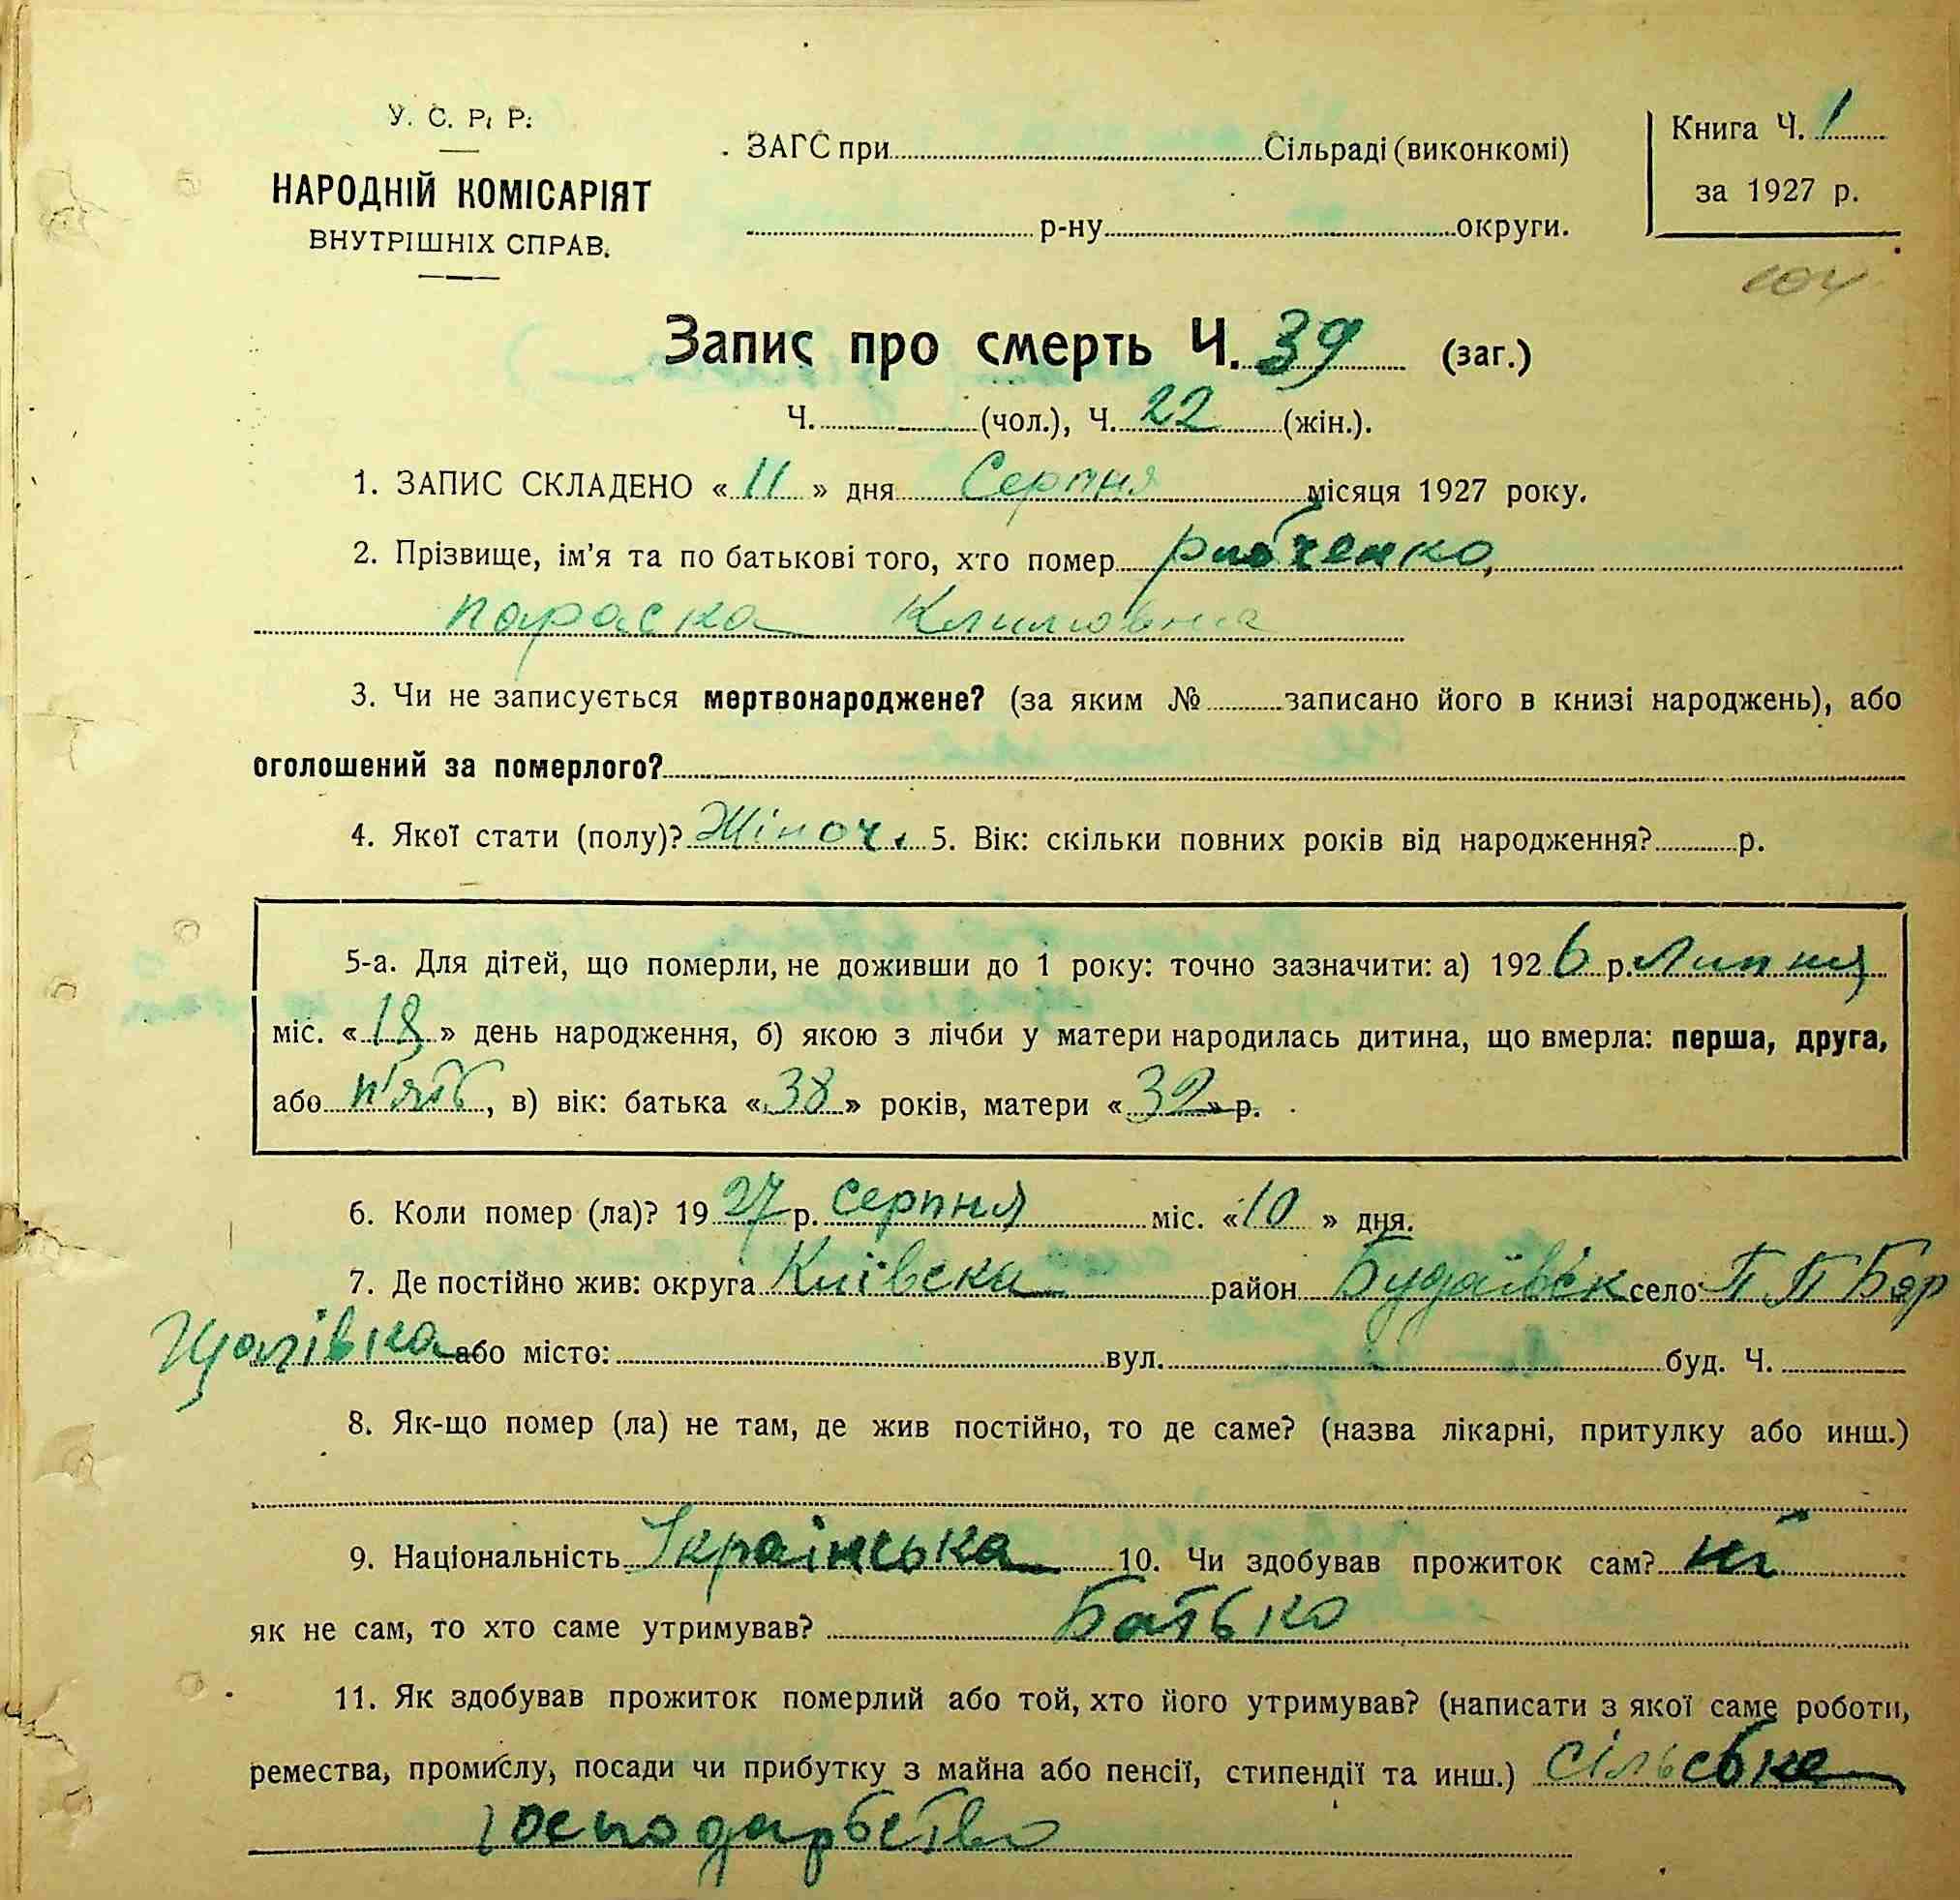 У. С. Р. Р.
НАРОДНІЙ КОМІСАРІЯТ
ВНУТРІШНІХ СПРАВ.
ЗАГС при Сільраді (виконкомі)
р-ну округи.
Книга Ч. 1
за 1927 р.
104
Запис про смерть Ч. 39 (заг.)
Ч. (чол.), Ч. 22 (жін.).
1. ЗАПИС СКЛАДЕНО « 11 » дня Серпня місяця 1927 року.
2. Прізвище, ім'я та по батькові того, хто помер Рибченко,
Параска Климовна
3. Чи не записується мертвонароджене? (за яким № записано його в книзі народжень), або
оголошений за померлого?
4. Якої стати (полу)? Жіноч. 5. Вік: скільки повних років від народження? р.
5-а. Для дітей, що померли, не доживши до 1 року: точно зазначити: а) 1926 р. Липня
міс. « 18 » день народження, б) якою з лічби у матери народилась дитина, що вмерла: перша, друга,
або п'ята, в) вік: батька « 38 » років, матери « 32 » р.
6. Коли помер (ла)? 1927 р. серпня міс. « 10 » дня.
7. Де постійно жив: округа Київска район Будаївск село П П Бор
щагівка або місто: вул. буд. Ч.
8. Як-що помер (ла) не там, де жив постійно, то де саме? (назва лікарні, притулку або инш.)
9. Національність Українська 10. Чи здобував прожиток сам? ні
як не сам, то хто саме утримував? Батько
11. Як здобував прожиток померлий або той, хто його утримував? (написати з якої саме роботи,
ремества, промислу, посади чи прибутку з майна або пенсії, стипендії та инш.) Сільське
господарство